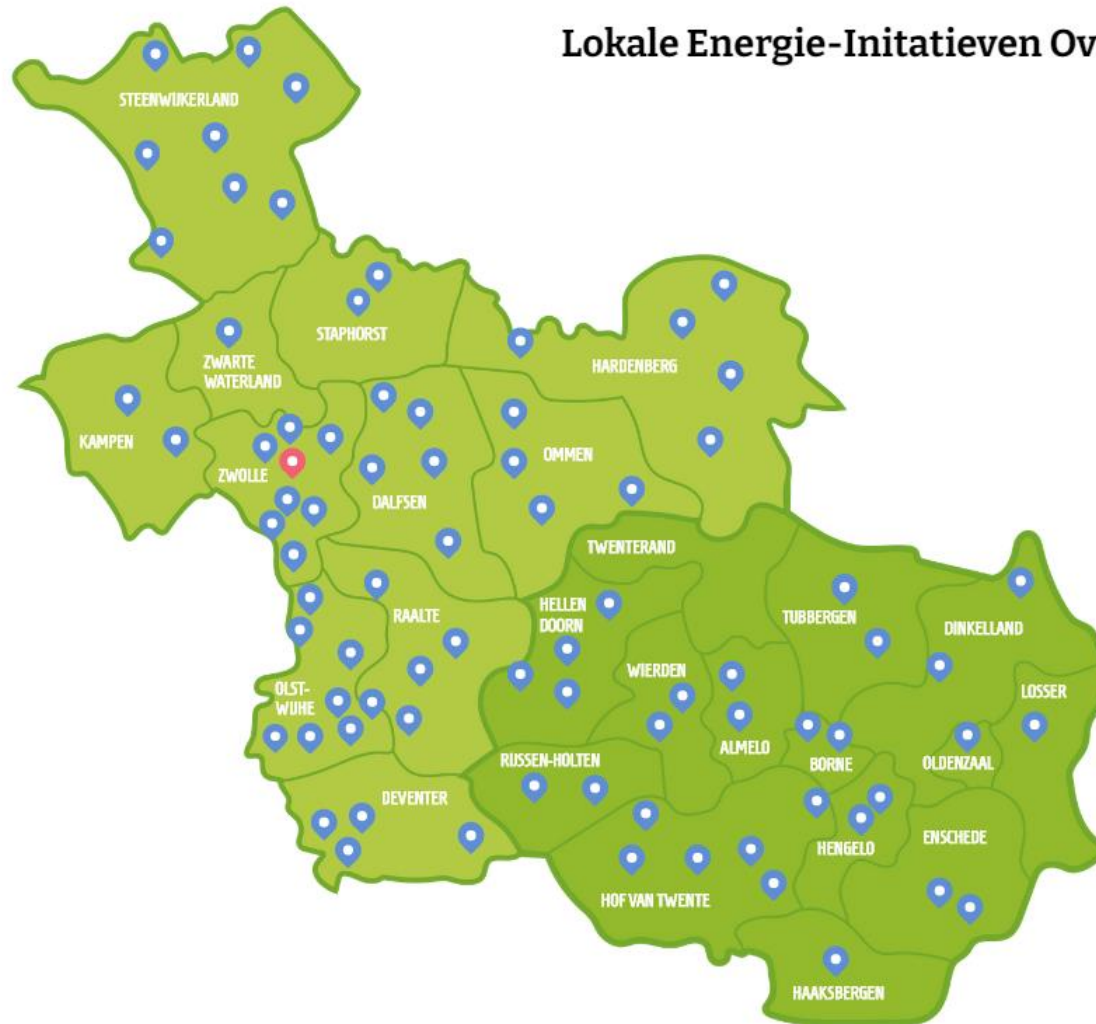 Lokale Energie-Initatieven Ov
STEENWIJKERLAND
STAPHORST
ZWARTE
WATERLAND
HARDENBERG
KAMPEN
ZWOLLE
DALFSEN
OMMEN
TWENTERAND
HELLEN
DOORN
RAALTE
TUBBERGEN
DINKELLAND
WIERDEN
OLST-
WIJHE
LOSSER
ALMELO
RIJSSEN-HOLTEN
BORNE
OLDENZAAL
DEVENTER
ENSCHEDE
HENGELO
HOF VAN TWENTE
HAAKSBERGEN